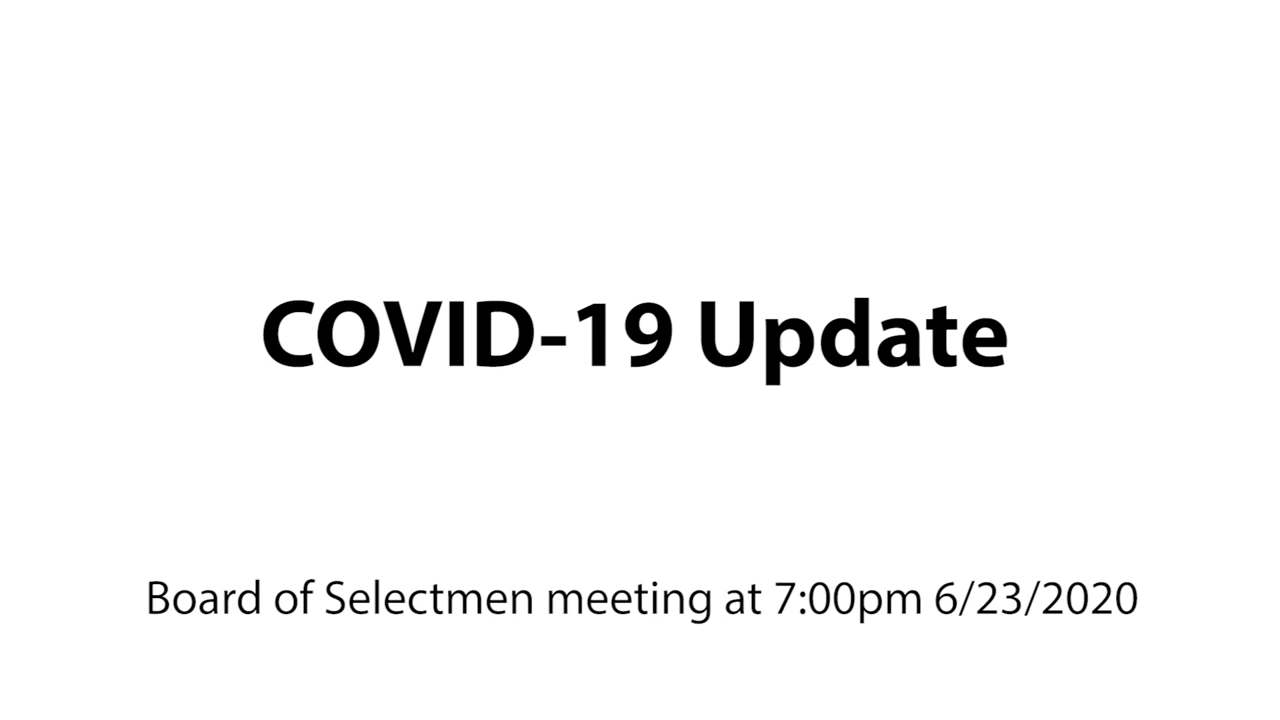 COVID-19 Update
Board of Selectmen meeting at 7:00pm 6/23/2020